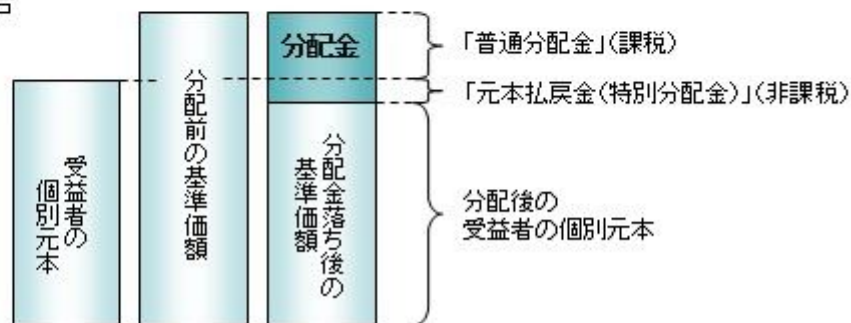 分配金
「普通分配金」(課税)
「元本払戻金(特別分配金)」(非課税)
受益者の
個別元本
分配前の基準価額
分配金落ち後の
基準価額
分配後の
受益者の個別元本